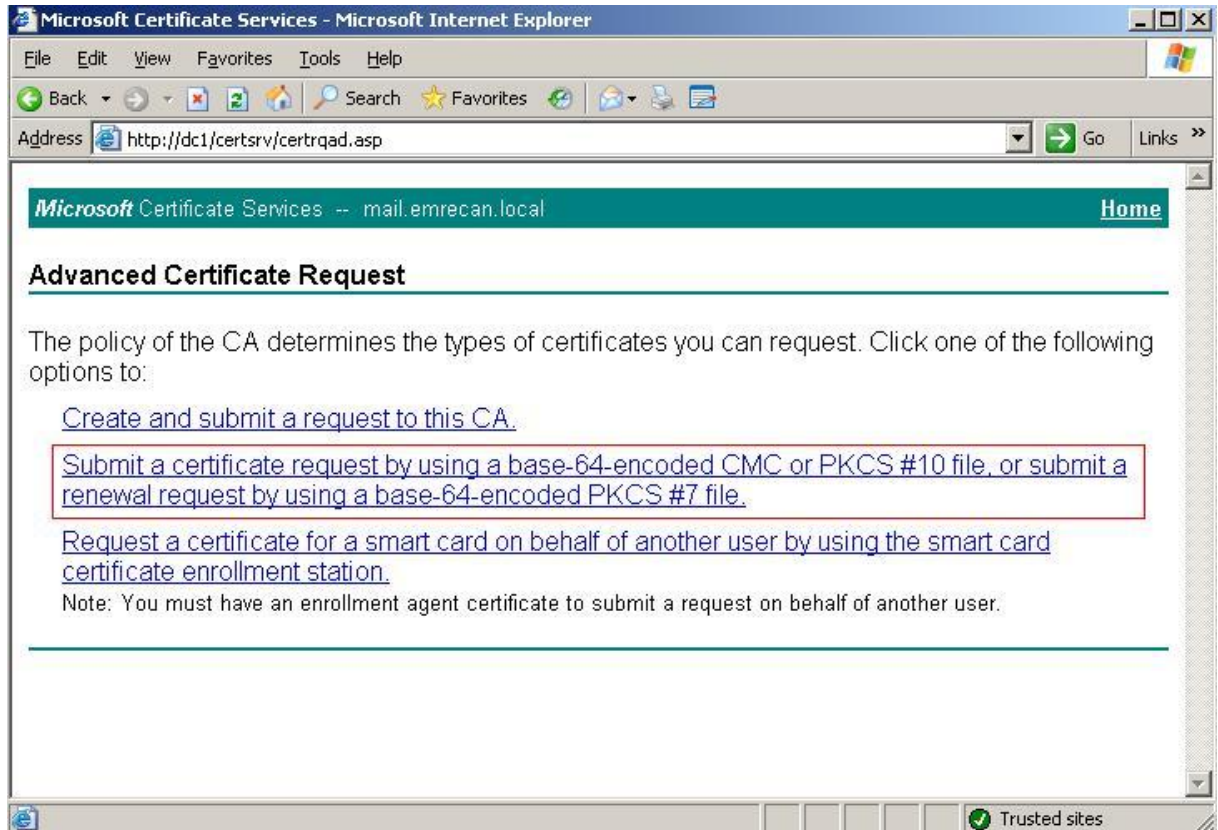 Microsoft Certificate Services - Microsoft Internet Explorer
File Edit View Favorites Tools Help
Back Search Favorites
Address http://dc1/certsrv/certrqad.asp Go Links »
Microsoft Certificate Services -- mail.emrecan.local Home
Advanced Certificate Request
The policy of the CA determines the types of certificates you can request. Click one of the following
options to:
Create and submit a request to this CA.
Submit a certificate request by using a base-64-encoded CMC or PKCS #10 file, or submit a
renewal request by using a base-64-encoded PKCS #7 file.
Request a certificate for a smart card on behalf of another user by using the smart card
certificate enrollment station.
Note: You must have an enrollment agent certificate to submit a request on behalf of another user.
Trusted sites